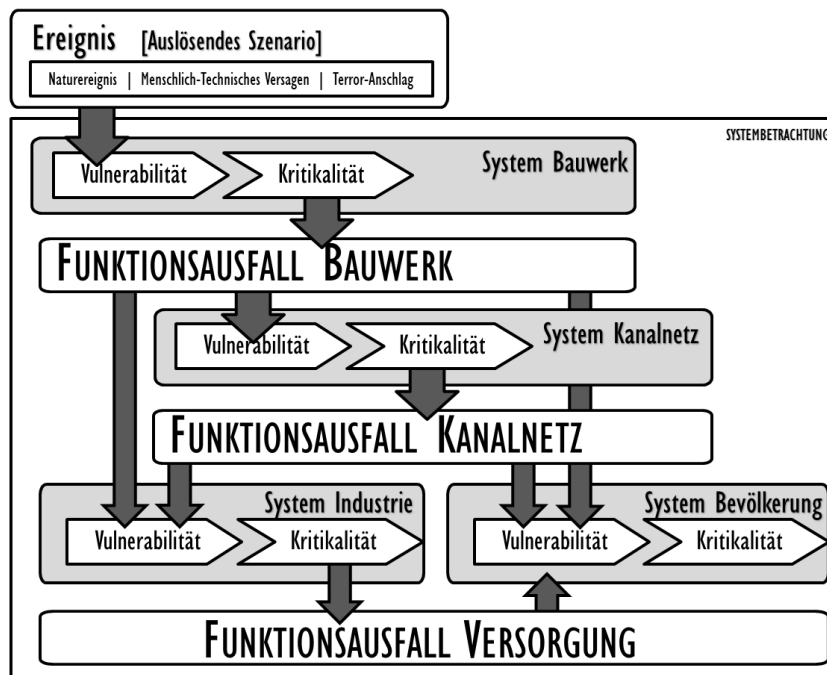 Ereignis [Auslösendes Szenario]
Naturereignis | Menschlich-Technisches Versagen | Terror-Anschlag
SYSTEMBETRACHTUNG
System Bauwerk
Vulnerabilität Kritikalität
FUNKTIONSAUSFALL BAUWERK
System Kanalnetz
Vulnerabilität Kritikalität
FUNKTIONSAUSFALL KANALNETZ
System Industrie
Vulnerabilität Kritikalität
System Bevölkerung
Vulnerabilität Kritikalität
FUNKTIONSAUSFALL VERSORGUNG